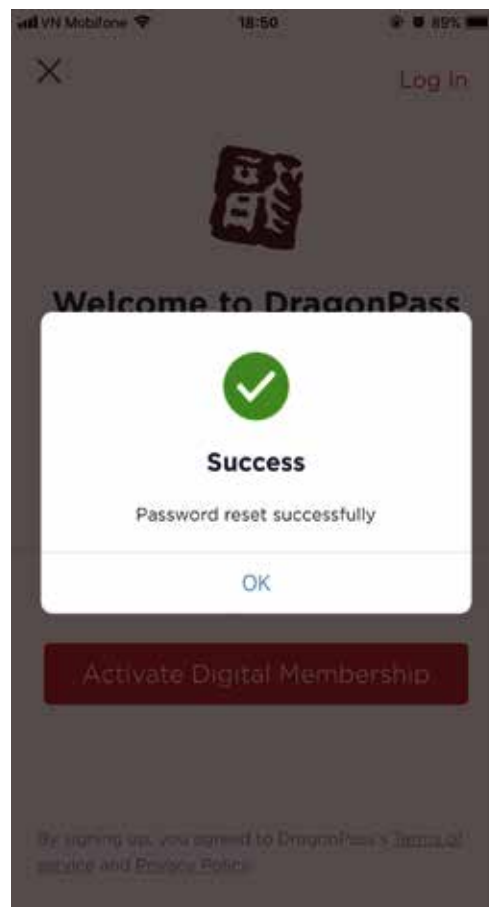 VN Mobifone
18:50
89%
Log In
Welcome to DragonPass
Success
Password reset successfully
OK
Activate Digital Membership
By signing up, you agreed to DragonPass's Terms of
service and Privacy Policy